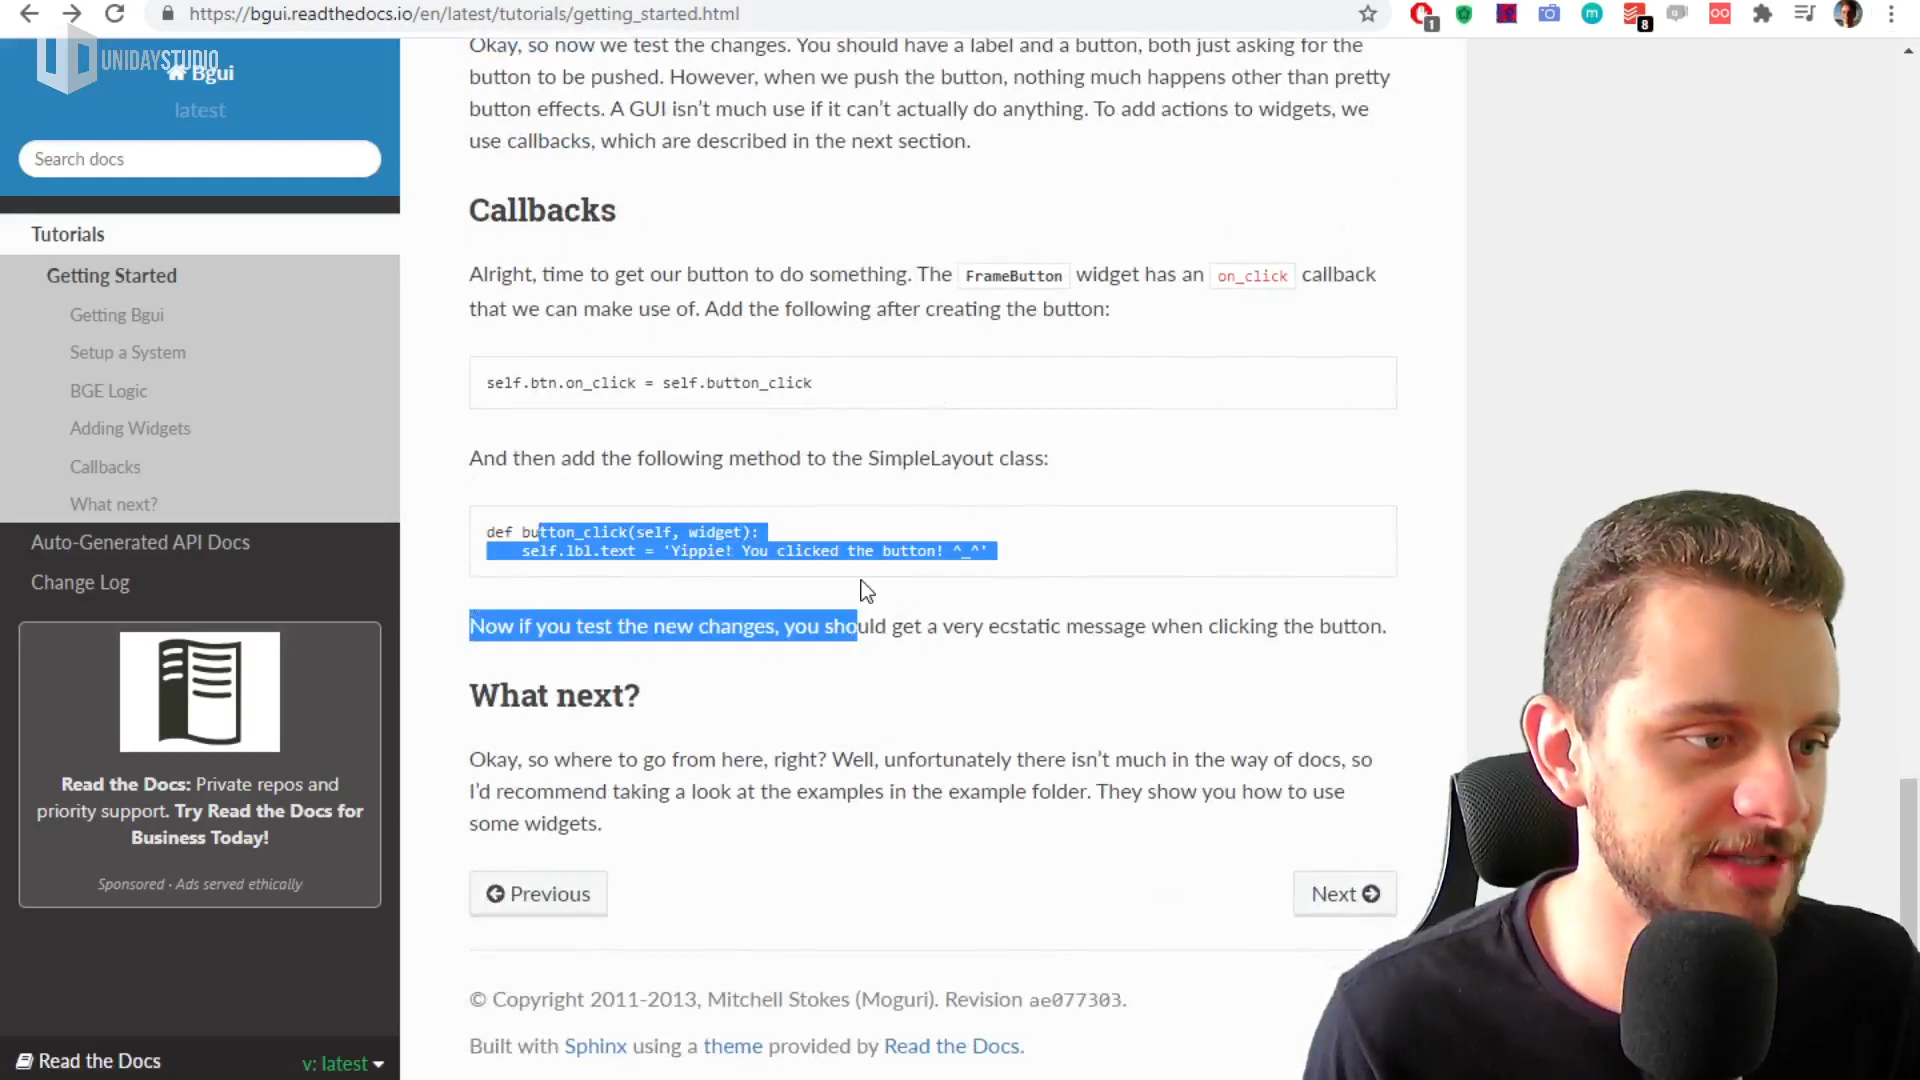 https://bgui.readthedocs.io/en/latest/tutorials/getting_started.html
1
8
UNIDAYSTUDIO
Bgui
latest
Search docs
Tutorials
Getting Started
Getting Bgui
Setup a System
BGE Logic
Adding Widgets
Callbacks
What next?
Auto-Generated API Docs
Change Log
Read the Docs: Private repos and
priority support. Try Read the Docs for
Business Today!
Sponsored · Ads served ethically
Read the Docs
v: latest
Okay, so now we test the changes. You should have a label and a button, both just asking for the
button to be pushed. However, when we push the button, nothing much happens other than pretty
button effects. A GUI isn’t much use if it can’t actually do anything. To add actions to widgets, we
use callbacks, which are described in the next section.
Callbacks
Alright, time to get our button to do something. The FrameButton widget has an on_click callback
that we can make use of. Add the following after creating the button:
self.btn.on_click = self.button_click
And then add the following method to the SimpleLayout class:
def button_click(self, widget):
self.lbl.text = 'Yippie! You clicked the button! ^_^'
Now if you test the new changes, you should get a very ecstatic message when clicking the button.
What next?
Okay, so where to go from here, right? Well, unfortunately there isn’t much in the way of docs, so
I’d recommend taking a look at the examples in the example folder. They show you how to use
some widgets.
Previous
Next
© Copyright 2011-2013, Mitchell Stokes (Moguri). Revision ae077303.
Built with Sphinx using a theme provided by Read the Docs.